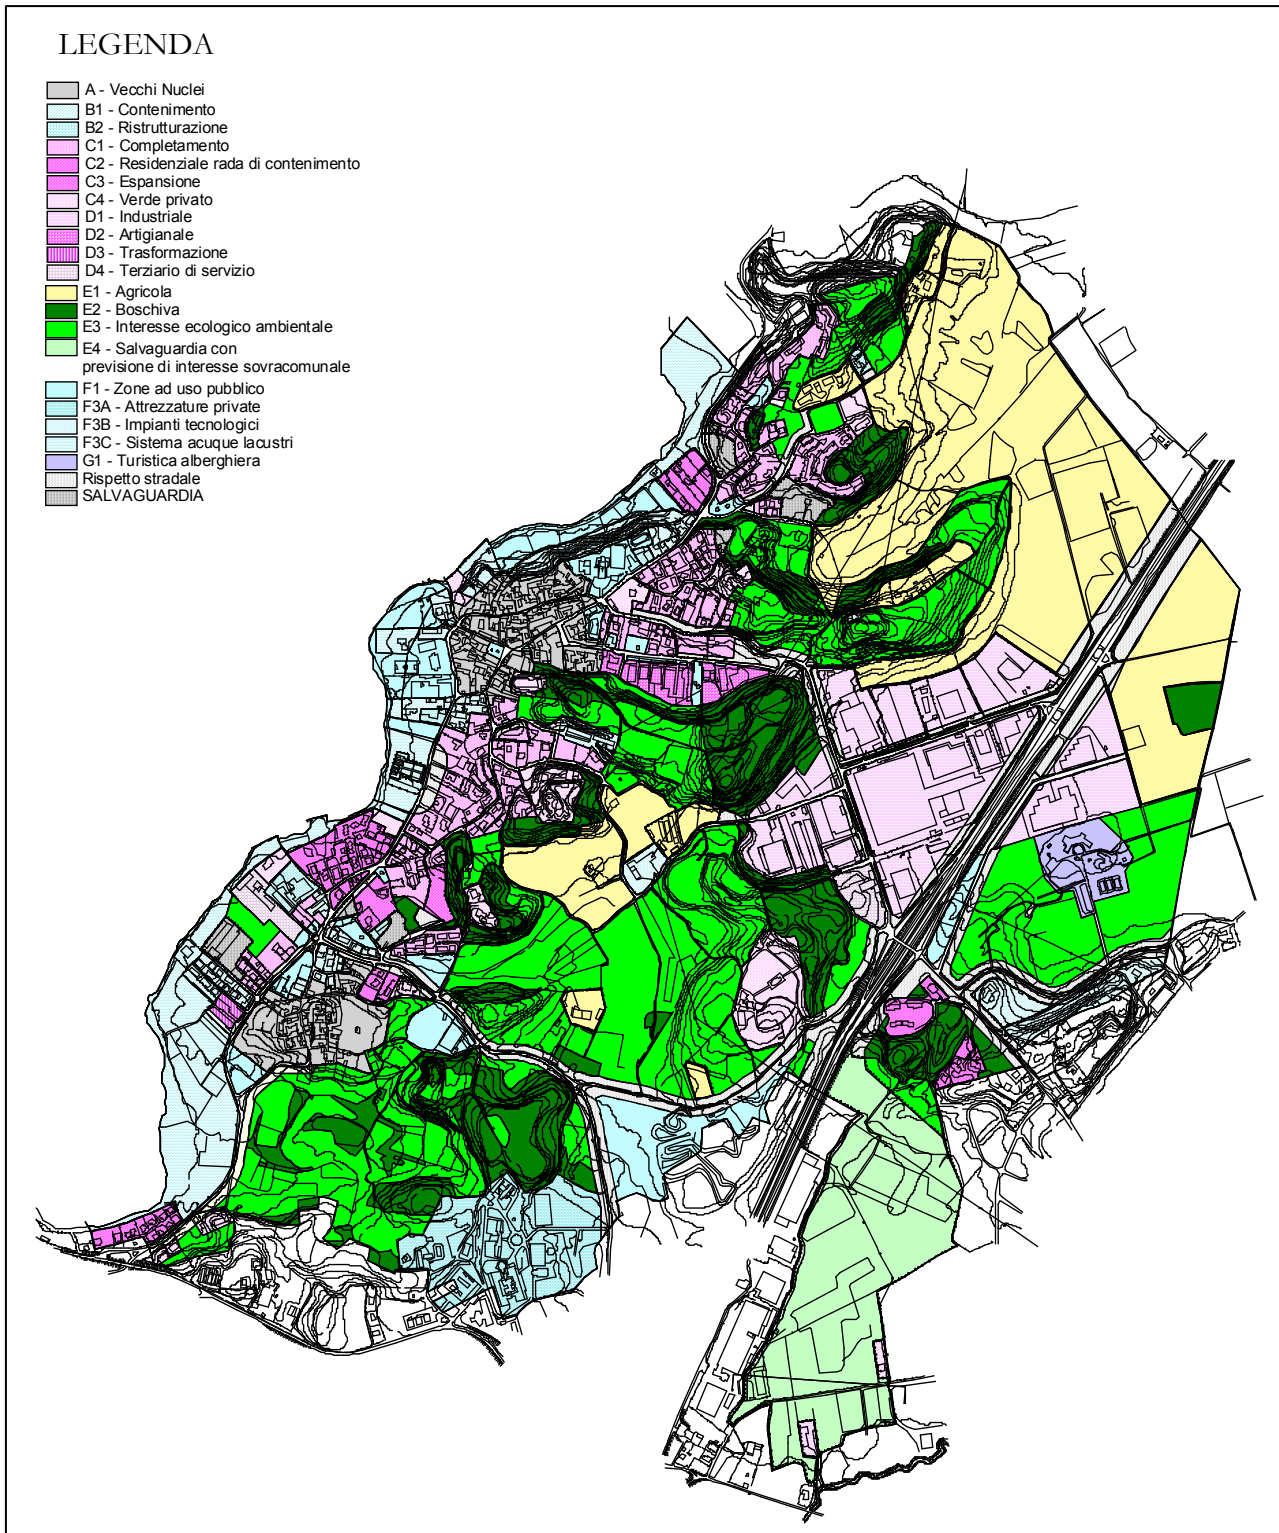 LEGENDA
A - Vecchi Nuclei
B1 - Contenimento
B2 - Ristrutturazione
C1 - Completamento
C2 - Residenziale rada di contenimento
C3 - Espansione
C4 - Verde privato
D1 - Industriale
D2 - Artigianale
D3 - Trasformazione
D4 - Terziario di servizio
E1 - Agricola
E2 - Boschiva
E3 - Interesse ecologico ambientale
E4 - Salvaguardia con
previsione di interesse sovracomunale
F1 - Zone ad uso pubblico
F3A - Attrezzature private
F3B - Impianti tecnologici
F3C - Sistema acuque lacustri
G1 - Turistica alberghiera
Rispetto stradale
SALVAGUARDIA